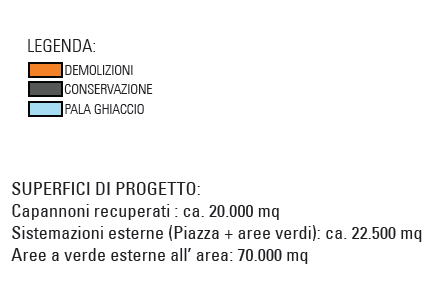 LEGENDA:
DEMOLIZIONI
CONSERVAZIONE
PALA GHIACCIO
SUPERFICI DI PROGETTO:
Capannoni recuperati : ca. 20.000 mq
Sistemazioni esterne (Piazza + aree verdi): ca. 22.500 mq
Aree a verde esterne all’ area: 70.000 mq